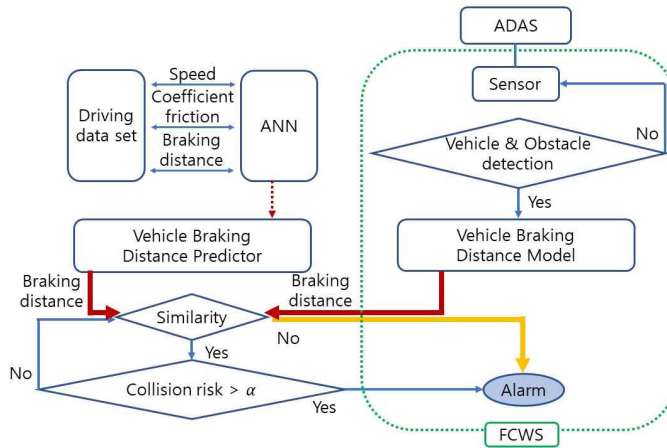 ADAS
Sensor
Speed
Coefficient
friction
Braking
distance
Driving
data set
ANN
Vehicle & Obstacle
detection
No
Yes
Vehicle Braking
Distance Predictor
Vehicle Braking
Distance Model
Braking
distance
Braking
distance
Similarity
No
Yes
No
Collision risk > α
Yes
Alarm
FCWS